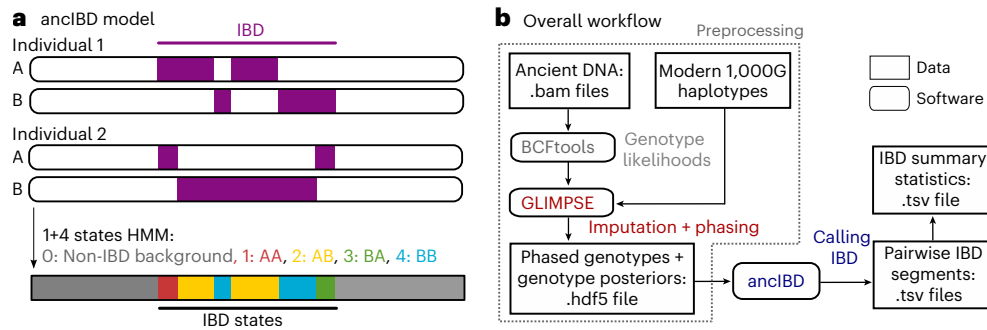 a ancIBD model
IBD
Individual 1
A
B
Individual 2
A
B
1+4 states HMM:
0: Non-IBD background, 1: AA, 2: AB, 3: BA, 4: BB
IBD states
b Overall workflow
Preprocessing
Ancient DNA:
.bam files
Modern 1,000G
haplotypes
BCFtools
Genotype
likelihoods
GLIMPSE
Imputation + phasing
Phased genotypes +
genotype posteriors:
.hdf5 file
ancIBD
Calling
IBD
Pairwise IBD
segments:
.tsv files
IBD summary
statistics:
.tsv file
Data
Software